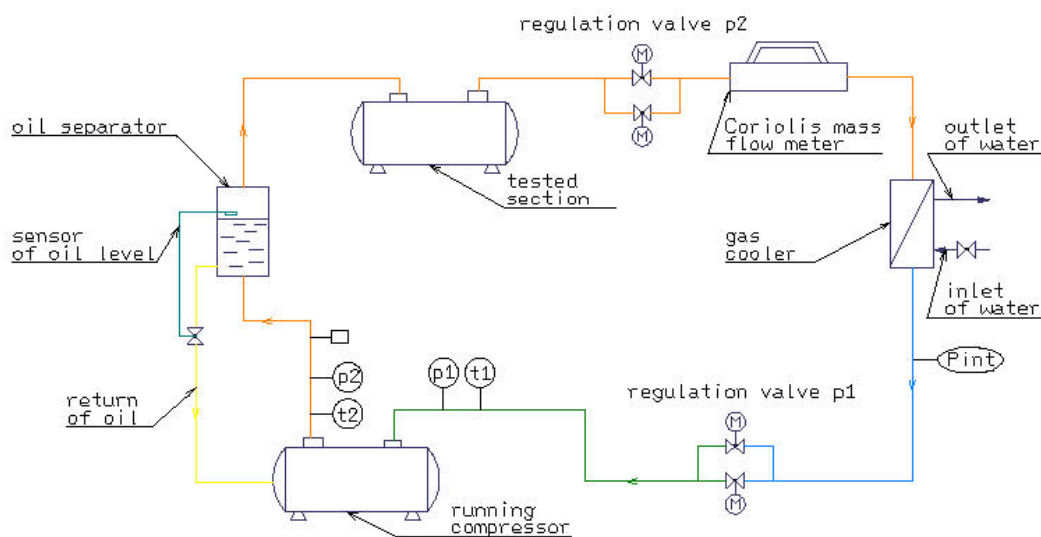 regulation valve p2
M
M
oil separator
Coriolis mass
flow meter
outlet
of water
tested
section
sensor
of oil level
gas
cooler
inlet
of water
p2
p1
t1
Pint
t2
return
of oil
regulation valve p1
M
M
running
compressor